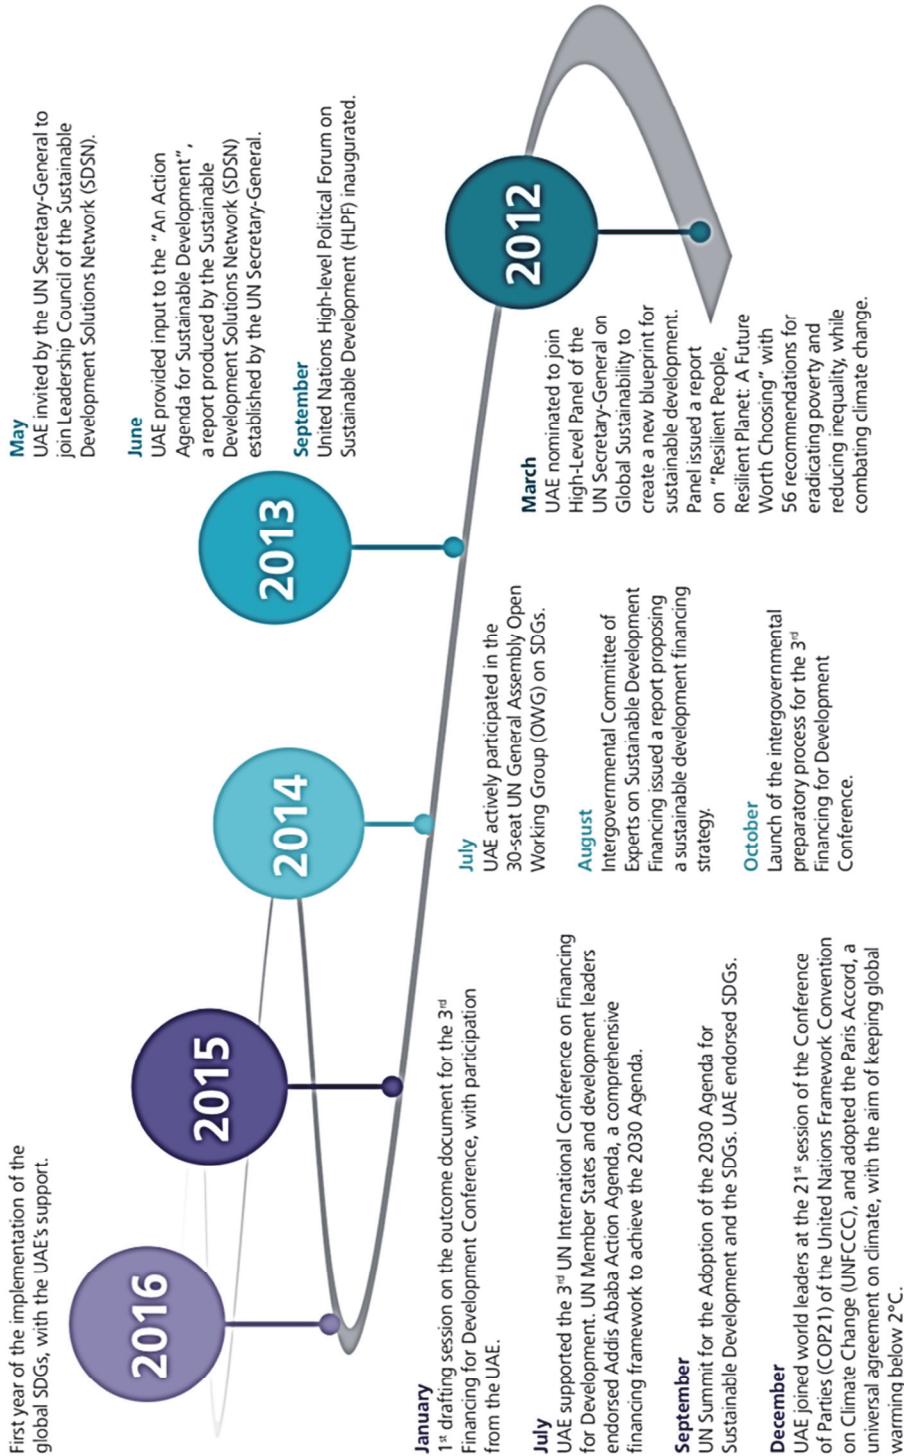 First year of the implementation of the
global SDGs, with the UAE's support.
2016
2015
January
1st drafting session on the outcome document for the 3rd
Financing for Development Conference, with participation
from the UAE.
July
UAE supported the 3rd UN International Conference on Financing
for Development. UN Member States and development leaders
endorsed Addis Ababa Action Agenda, a comprehensive
financing framework to achieve the 2030 Agenda.
September
UN Summit for the Adoption of the 2030 Agenda for
Sustainable Development and the SDGs. UAE endorsed SDGs.
December
UAE joined world leaders at the 21st session of the Conference
of Parties (COP21) of the United Nations Framework Convention
on Climate Change (UNFCCC), and adopted the Paris Accord, a
universal agreement on climate, with the aim of keeping global
warming below 2°C.
2014
July
UAE actively participated in the
30-seat UN General Assembly Open
Working Group (OWG) on SDGs.
August
Intergovernmental Committee of
Experts on Sustainable Development
Financing issued a report proposing
a sustainable development financing
strategy.
October
Launch of the intergovernmental
preparatory process for the 3rd
Financing for Development
Conference.
2013
May
UAE invited by the UN Secretary-General to
join Leadership Council of the Sustainable
Development Solutions Network (SDSN).
June
UAE provided input to the “An Action
Agenda for Sustainable Development”,
a report produced by the Sustainable
Development Solutions Network (SDSN)
established by the UN Secretary-General.
September
United Nations High-level Political Forum on
Sustainable Development (HLPF) inaugurated.
2012
March
UAE nominated to join
High-Level Panel of the
UN Secretary-General on
Global Sustainability to
create a new blueprint for
sustainable development.
Panel issued a report
on “Resilient People,
Resilient Planet: A Future
Worth Choosing” with
56 recommendations for
eradicating poverty and
reducing inequality, while
combating climate change.